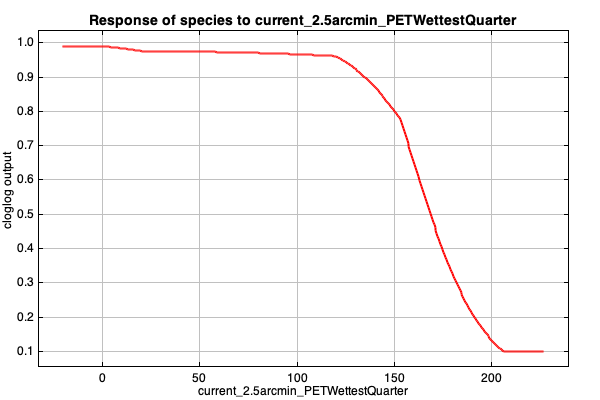 Response of species to current_2.5arcmin_PETWettestQuarter
cloglog output
1.0
0.9
0.8
0.7
0.6
0.5
0.4
0.3
0.2
0.1
0 50 100 150 200
current_2.5arcmin_PETWettestQuarter